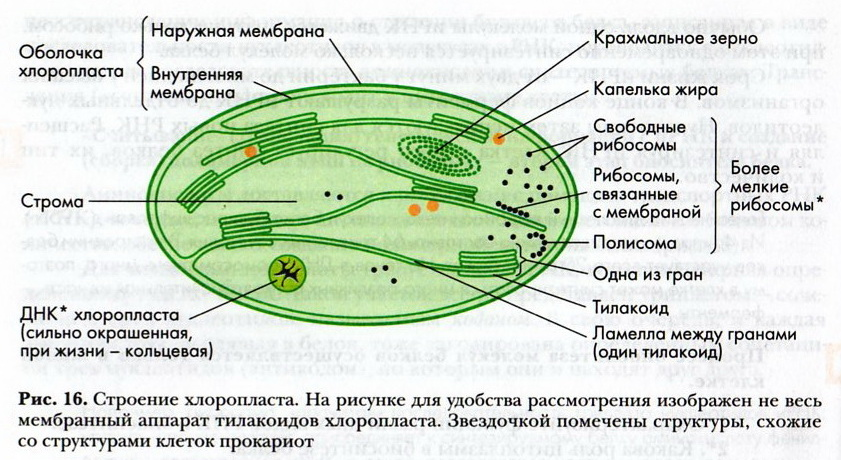 Оболочка
хлоропласта
Наружная мембрана
Внутренняя
мембрана
Строма
ДНК* хлоропласта
(сильно окрашенная,
при жизни – кольцевая)
Крахмальное зерно
Капелька жира
Свободные
рибосомы
Рибосомы,
связанные
с мембраной
Полисома
Более
мелкие
рибосомы*
Один из гран
Тилакоид
Ламелла между гранами
(один тилакоид)
Рис. 16. Строение хлоропласта. На рисунке для удобства рассмотрения изображен не весь
мембранный аппарат тилакоидов хлоропласта. Звездочкой помечены структуры, схожие
со структурами клеток прокариот